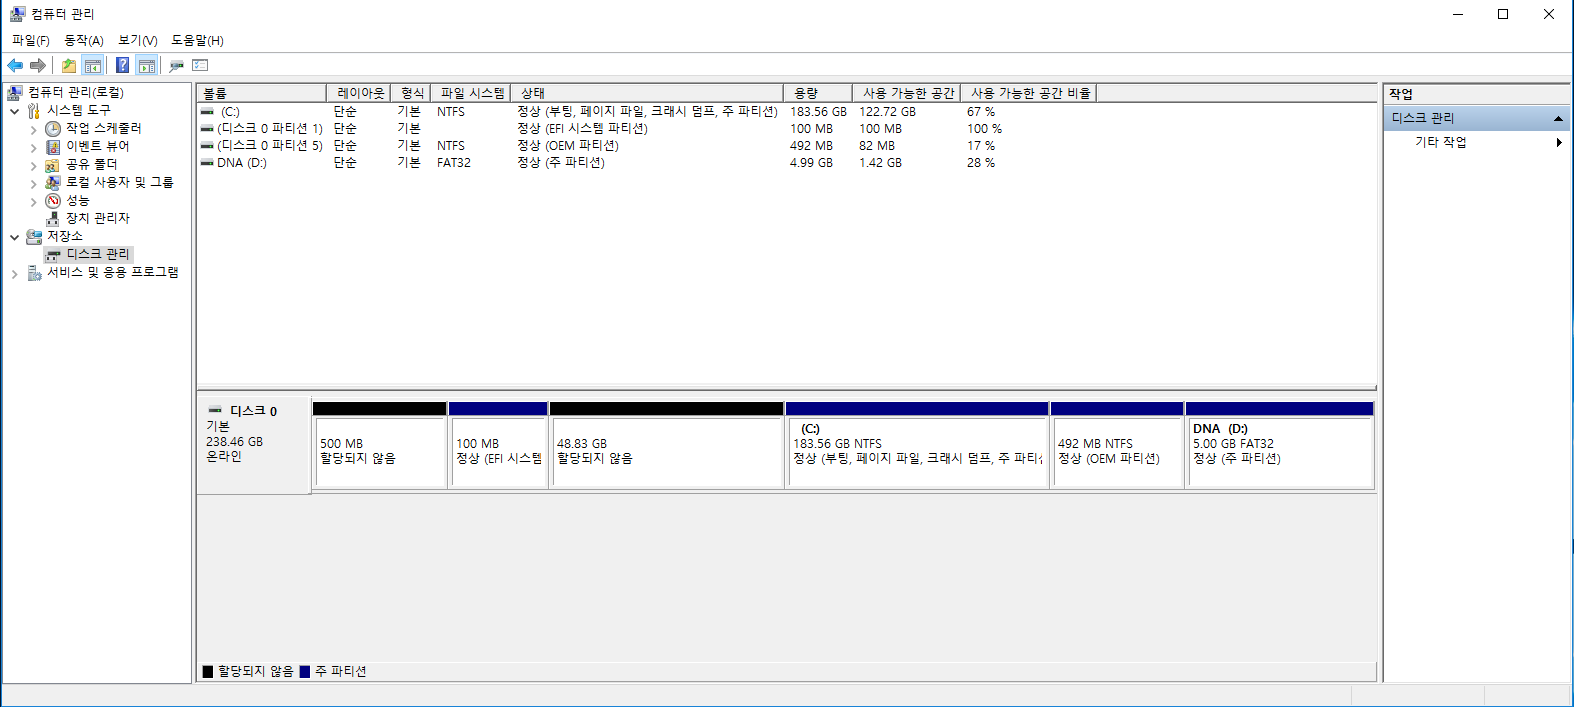 컴퓨터 관리
파일(F) 동작(A) 보기(V) 도움말(H)
컴퓨터 관리(로컬)
시스템 도구
작업 스케줄러
이벤트 뷰어
공유 폴더
로컬 사용자 및 그룹
성능
장치 관리자
저장소
디스크 관리
서비스 및 응용 프로그램
볼륨 레이아웃 형식 파일 시스템 상태 용량 사용 가능한 공간 사용 가능한 공간 비율
(C:) 단순 기본 NTFS 정상 (부팅, 페이지 파일, 크래시 덤프, 주 파티션) 183.56 GB 122.72 GB 67 %
(디스크 0 파티션 1) 단순 기본 정상 (EFI 시스템 파티션) 100 MB 100 MB 100 %
(디스크 0 파티션 5) 단순 기본 NTFS 정상 (OEM 파티션) 492 MB 82 MB 17 %
DNA (D:) 단순 기본 FAT32 정상 (주 파티션) 4.99 GB 1.42 GB 28 %
디스크 0
기본
238.46 GB
온라인
500 MB
할당되지 않음
100 MB
정상 (EFI 시스템
48.83 GB
할당되지 않음
(C:)
183.56 GB NTFS
정상 (부팅, 페이지 파일, 크래시 덤프, 주 파티
492 MB NTFS
정상 (OEM 파티션)
DNA (D:)
5.00 GB FAT32
정상 (주 파티션)
할당되지 않음 주 파티션
작업
디스크 관리
기타 작업